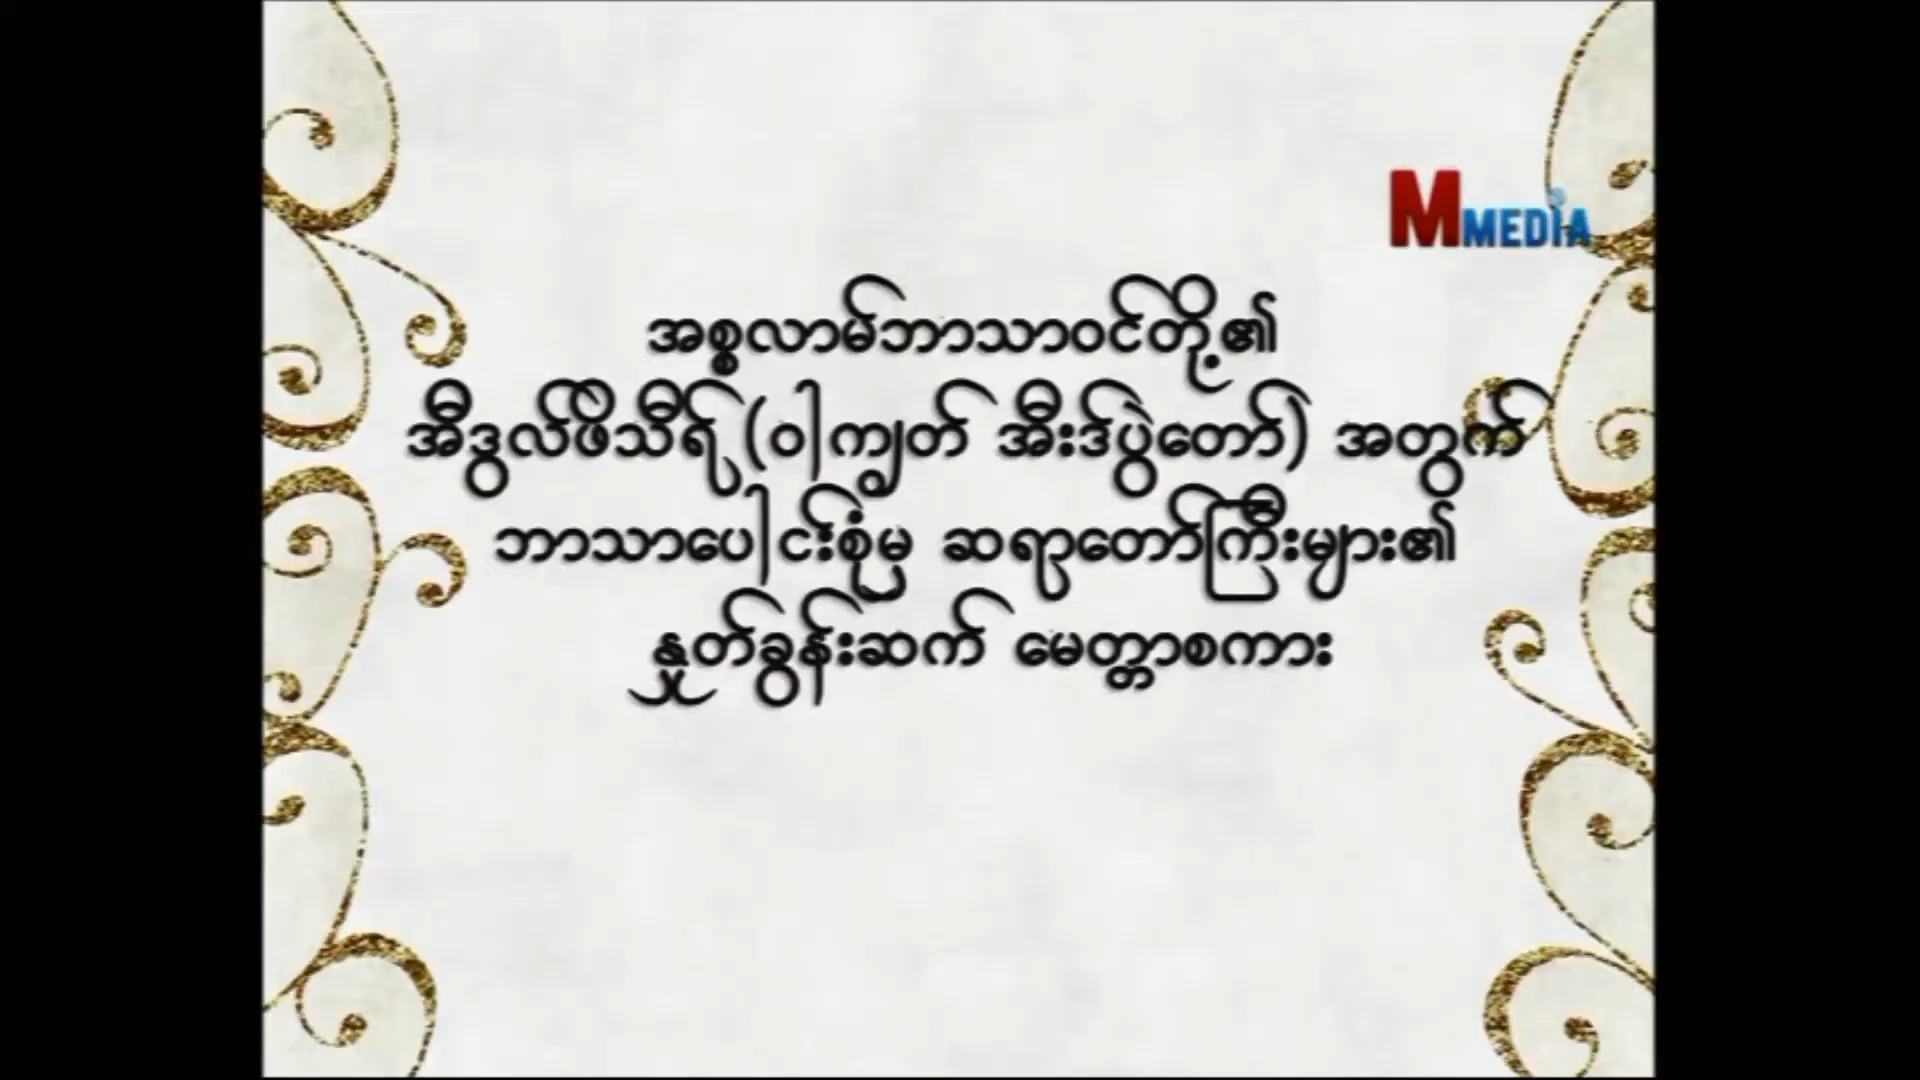 MMEDIA
အစ္စလာမ်ဘာသာဝင်တို့၏
အီဒွလ်ဖိသီရ် (ဝါကျွတ် အီးဒ်ပွဲတော်) အတွက်
ဘာသာပေါင်းစုံမှ ဆရာတော်ကြီးများ၏
နှုတ်ခွန်းဆက် မေတ္တာစကား